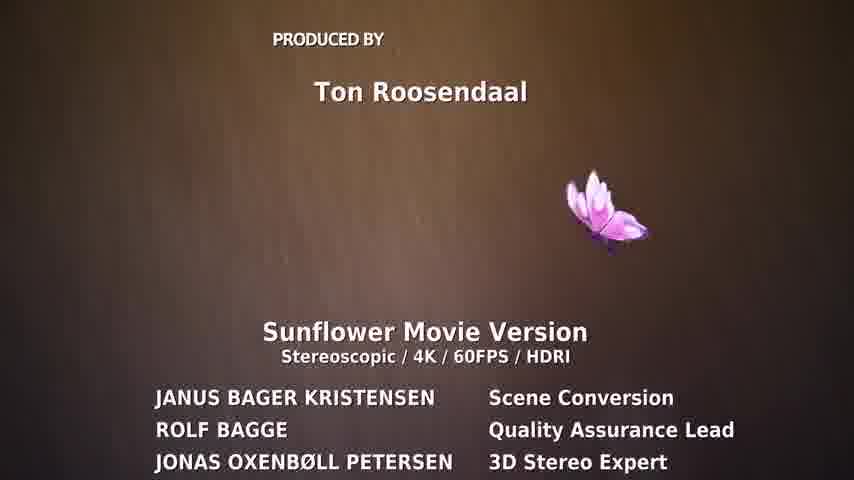 PRODUCED BY
Ton Roosendaal
Sunflower Movie Version
Stereoscopic / 4K / 60FPS / HDRI
JANUS BAGER KRISTENSEN Scene Conversion
ROLF BAGGE Quality Assurance Lead
JONAS OXENBØLL PETERSEN 3D Stereo Expert